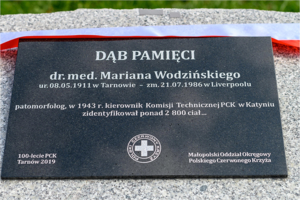 DĄB PAMIĘCI
dr. med. Mariana Wodzińskiego
ur. 08.05.1911 w Tarnowie – zm. 21.07.1986 w Liverpoolu
patomorfolog, w 1943 r. kierownik Komisji Technicznej PCK w Katyniu
zidentyfikował ponad 2 800 ciał...
100-lecie PCK
Tarnów 2019
Małopolski Oddział Okręgowy
Polskiego Czerwonego Krzyża